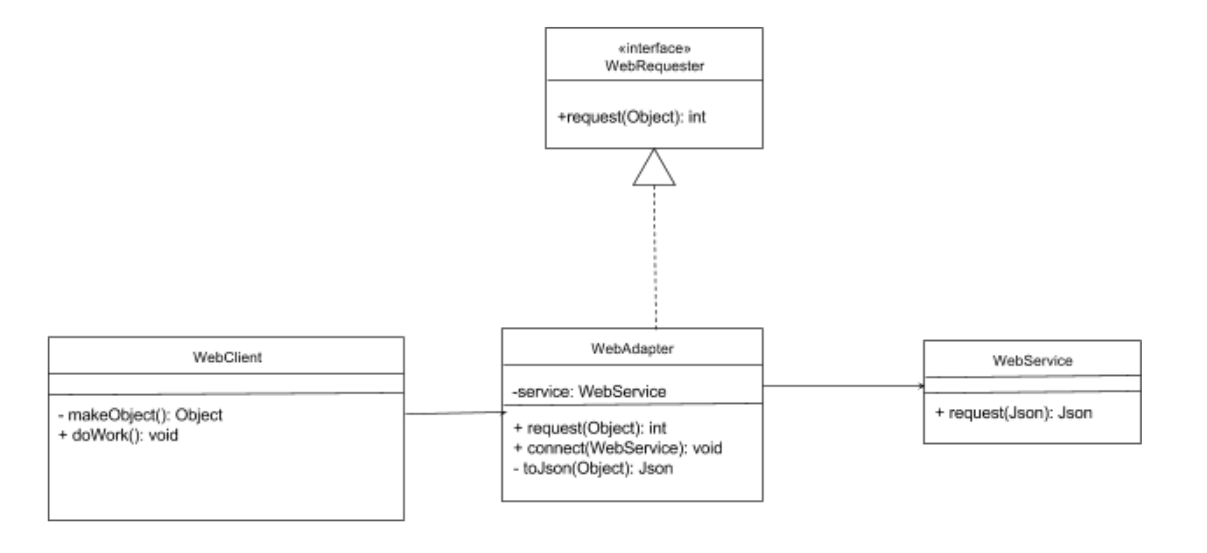 «interface»
WebRequester
+request(Object): int
WebClient
- makeObject(): Object
+ doWork(): void
WebAdapter
-service: WebService
+ request(Object): int
+ connect(WebService): void
- toJson(Object): Json
WebService
+ request(Json): Json